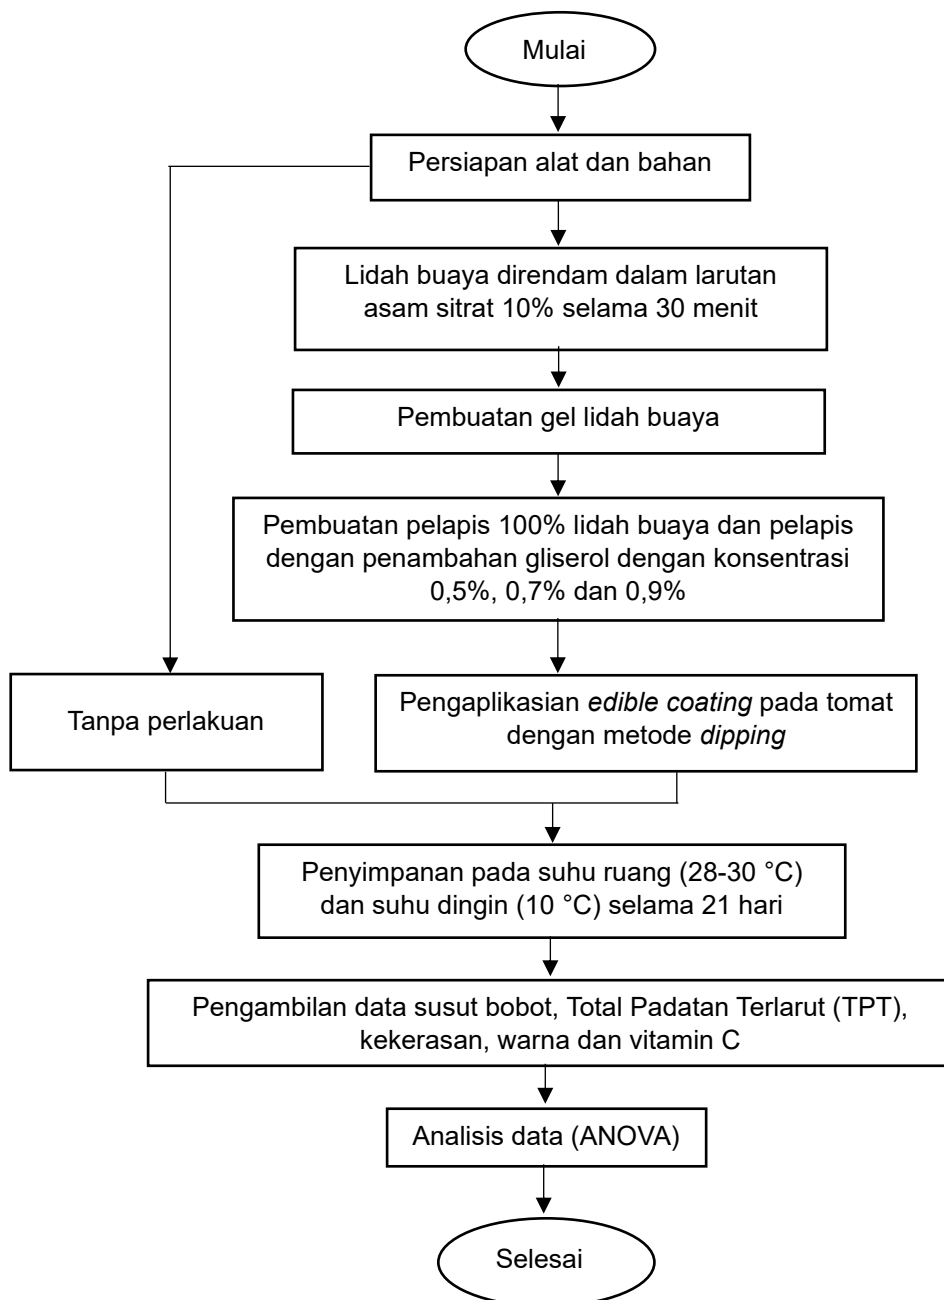 Mulai
Persiapan alat dan bahan
Lidah buaya direndam dalam larutan
asam sitrat 10% selama 30 menit
Pembuatan gel lidah buaya
Pembuatan pelapis 100% lidah buaya dan pelapis
dengan penambahan gliserol dengan konsentrasi
0,5%, 0,7% dan 0,9%
Tanpa perlakuan
Pengaplikasian edible coating pada tomat
dengan metode dipping
Penyimpanan pada suhu ruang (28-30 °C)
dan suhu dingin (10 °C) selama 21 hari
Pengambilan data susut bobot, Total Padatan Terlarut (TPT),
kekerasan, warna dan vitamin C
Analisis data (ANOVA)
Selesai